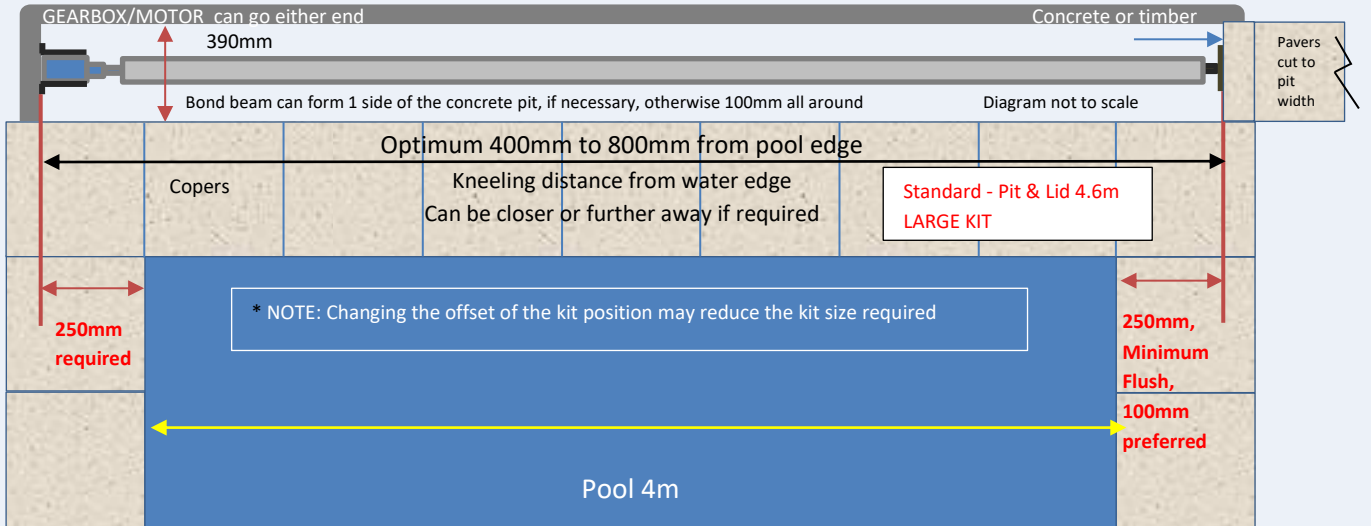 GEARBOX/MOTOR can go either end
Concrete or timber
390mm
Pavers
cut to
pit
width
Bond beam can form 1 side of the concrete pit, if necessary, otherwise 100mm all around
Diagram not to scale
Optimum 400mm to 800mm from pool edge
Copers
Kneeling distance from water edge
Can be closer or further away if required
Standard - Pit & Lid 4.6m
LARGE KIT
250mm
required
* NOTE: Changing the offset of the kit position may reduce the kit size required
250mm,
Minimum
Flush,
100mm
preferred
Pool 4m